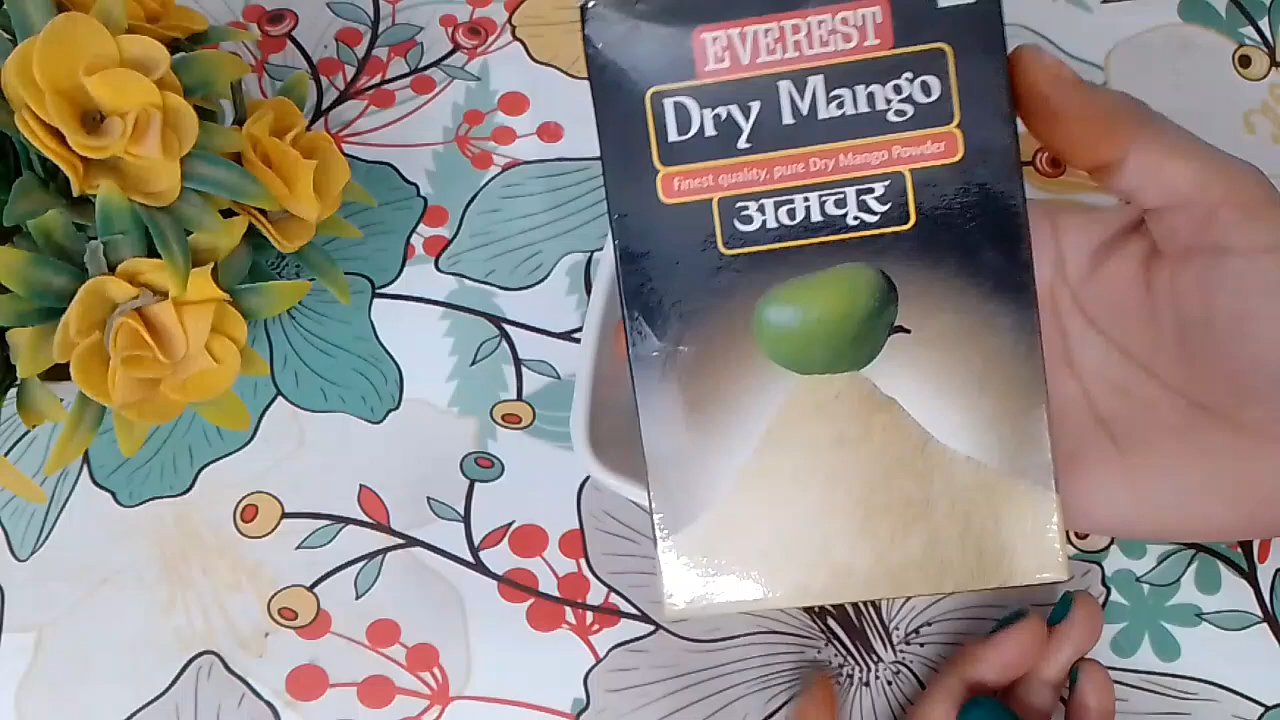 EVEREST
Dry Mango
Finest quality, pure Dry Mango Powder
अमचूर